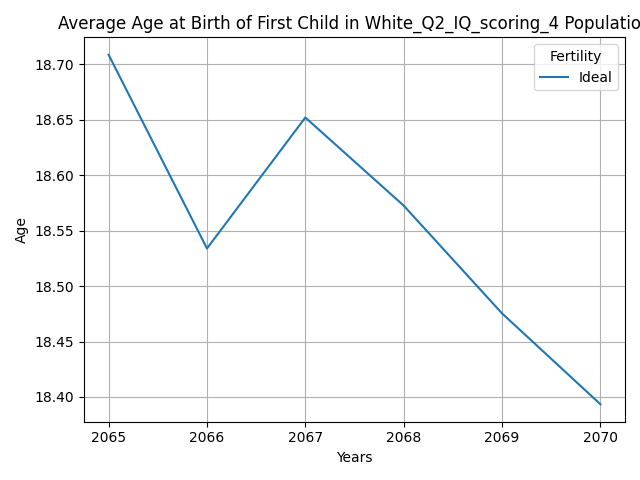 Average Age at Birth of First Child in White_Q2_IQ_scoring_4 Populatio
Fertility
Ideal
18.70
18.65
18.60
18.55
18.50
18.45
18.40
Age
2065 2066 2067 2068 2069 2070
Years